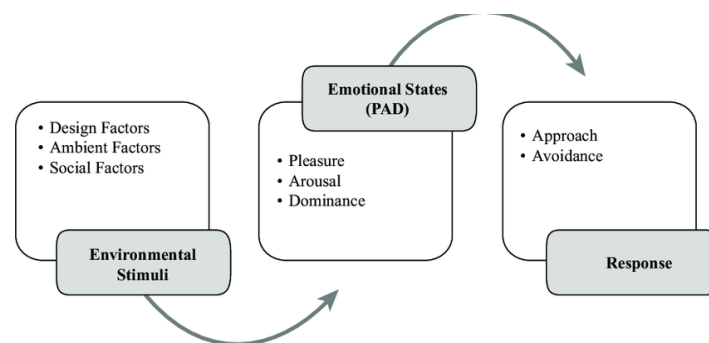 • Design Factors
• Ambient Factors
• Social Factors
Environmental
Stimuli
Emotional States
(PAD)
• Pleasure
• Arousal
• Dominance
• Approach
• Avoidance
Response